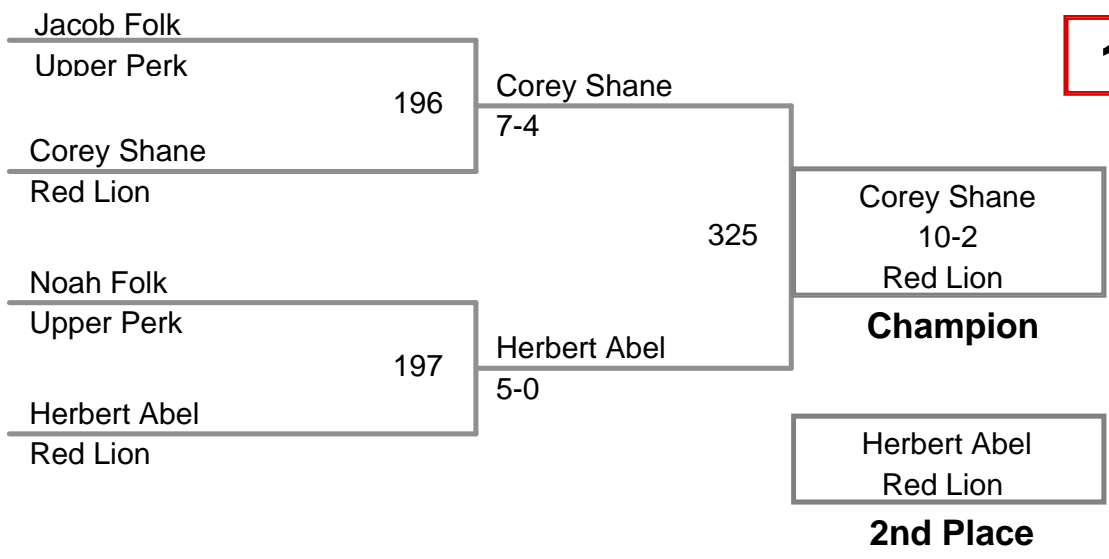 Jacob Folk
Upper Perk
196
Corey Shane
7-4
Corey Shane
Red Lion
325
Corey Shane
10-2
Red Lion
Champion
Noah Folk
Upper Perk
197
Herbert Abel
5-0
Herbert Abel
Red Lion
Herbert Abel
Red Lion
2nd Place